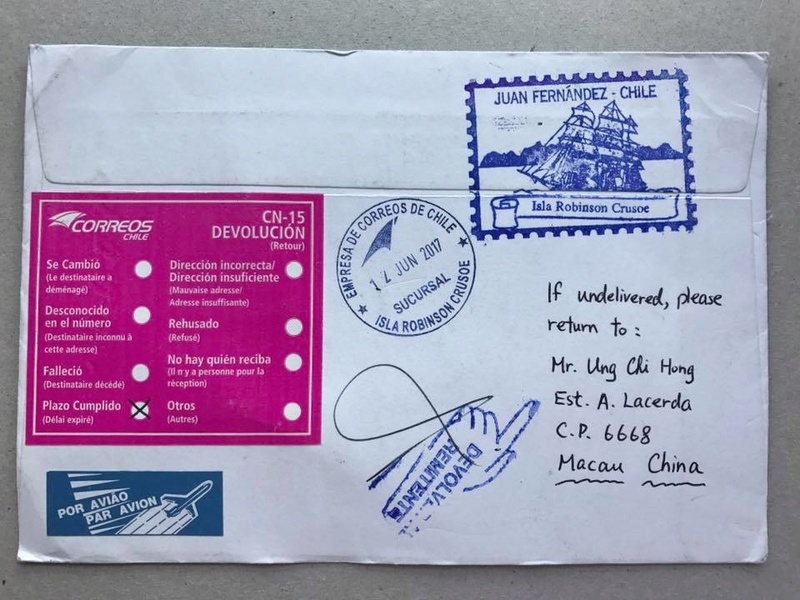 JUAN FERNÁNDEZ - CHILE
Isla Robinson Crusoe
CORREOS
CHILE
CN-15
DEVOLUCIÓN
(Retour)
Se Cambió
(Le destinataire a
déménagé)
Desconocido
en el número
(Destinataire inconnu à
cette adresse)
Falleció
(Destinataire décédé)
Plazo Cumplido
(Délai expiré)
Dirección incorrecta/
Dirección insuficiente
(Mauvaise adresse/
Adresse insuffisante)
Rehusado
(Refusé)
No hay quién reciba
(Il n y a personne pour la
réception)
Otros
(Autres)
EMPRESA DE CORREOS DE CHILE
12 JUN 2017
SUCURSAL
ISLA ROBINSON CRUSOE
If undelivered, please
return to:
Mr. Ung Chi Hong
Est. A. Lacerda
C.P. 6668
Macau China
REMITENTE
POR AVIÃO
PAR AVION